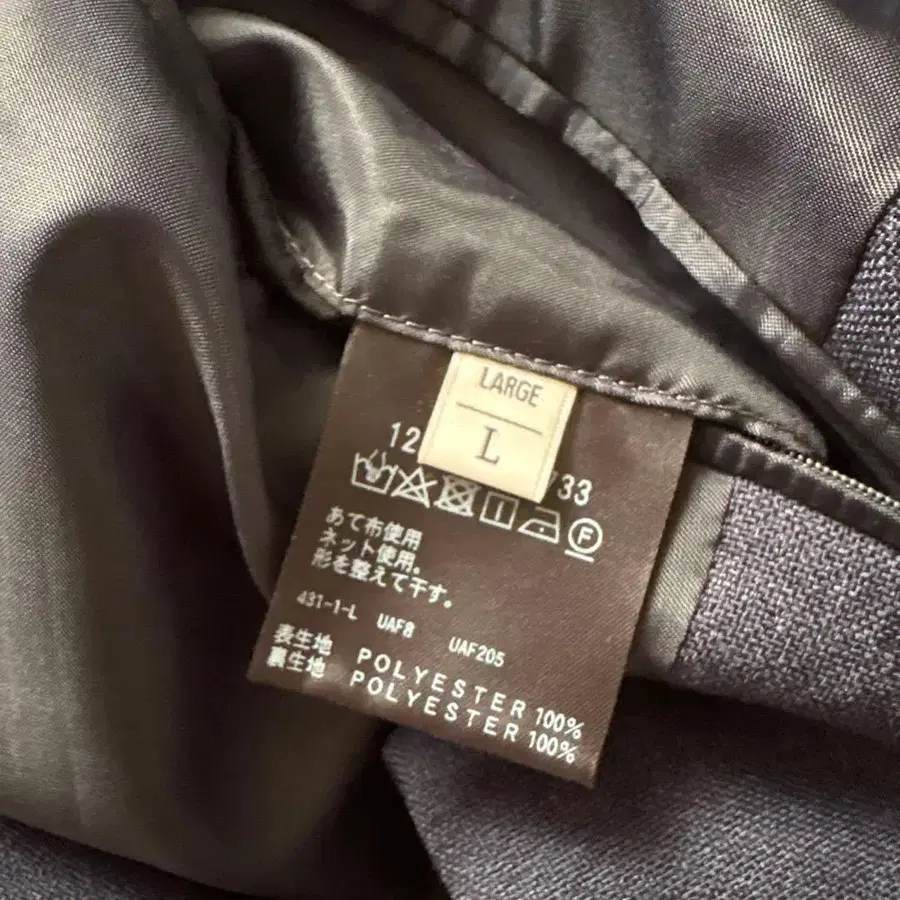 LARGE
L
12 733
F
あて布使用
ネット使用。
形を整えて干す。
431-1-L UAF8 UAF205
表生地 POLYESTER 100%
裏生地 POLYESTER 100%